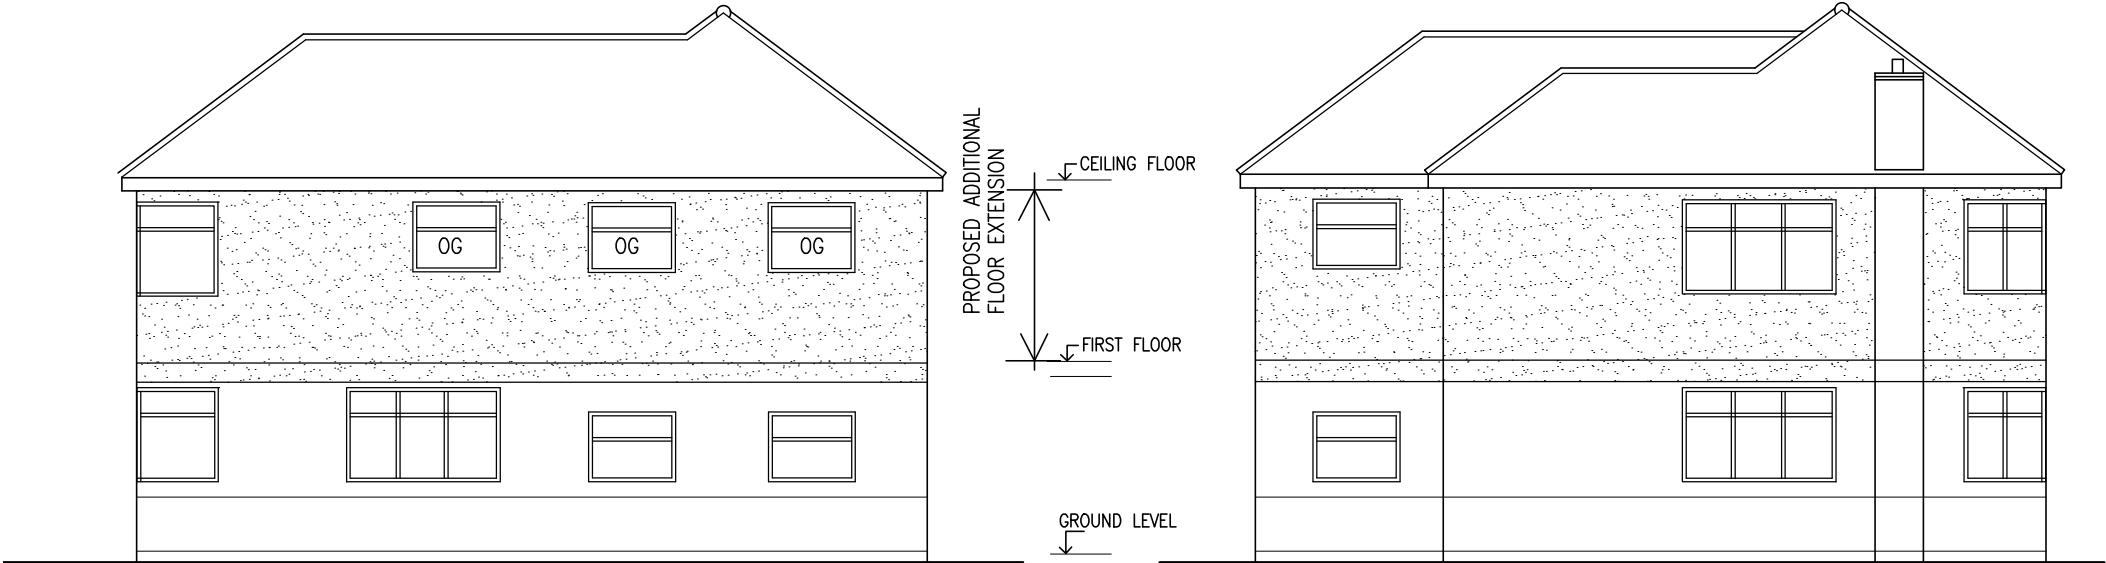 OG
OG
OG
PROPOSED ADDITIONAL
FLOOR EXTENSION
CEILING FLOOR
FIRST FLOOR
GROUND LEVEL